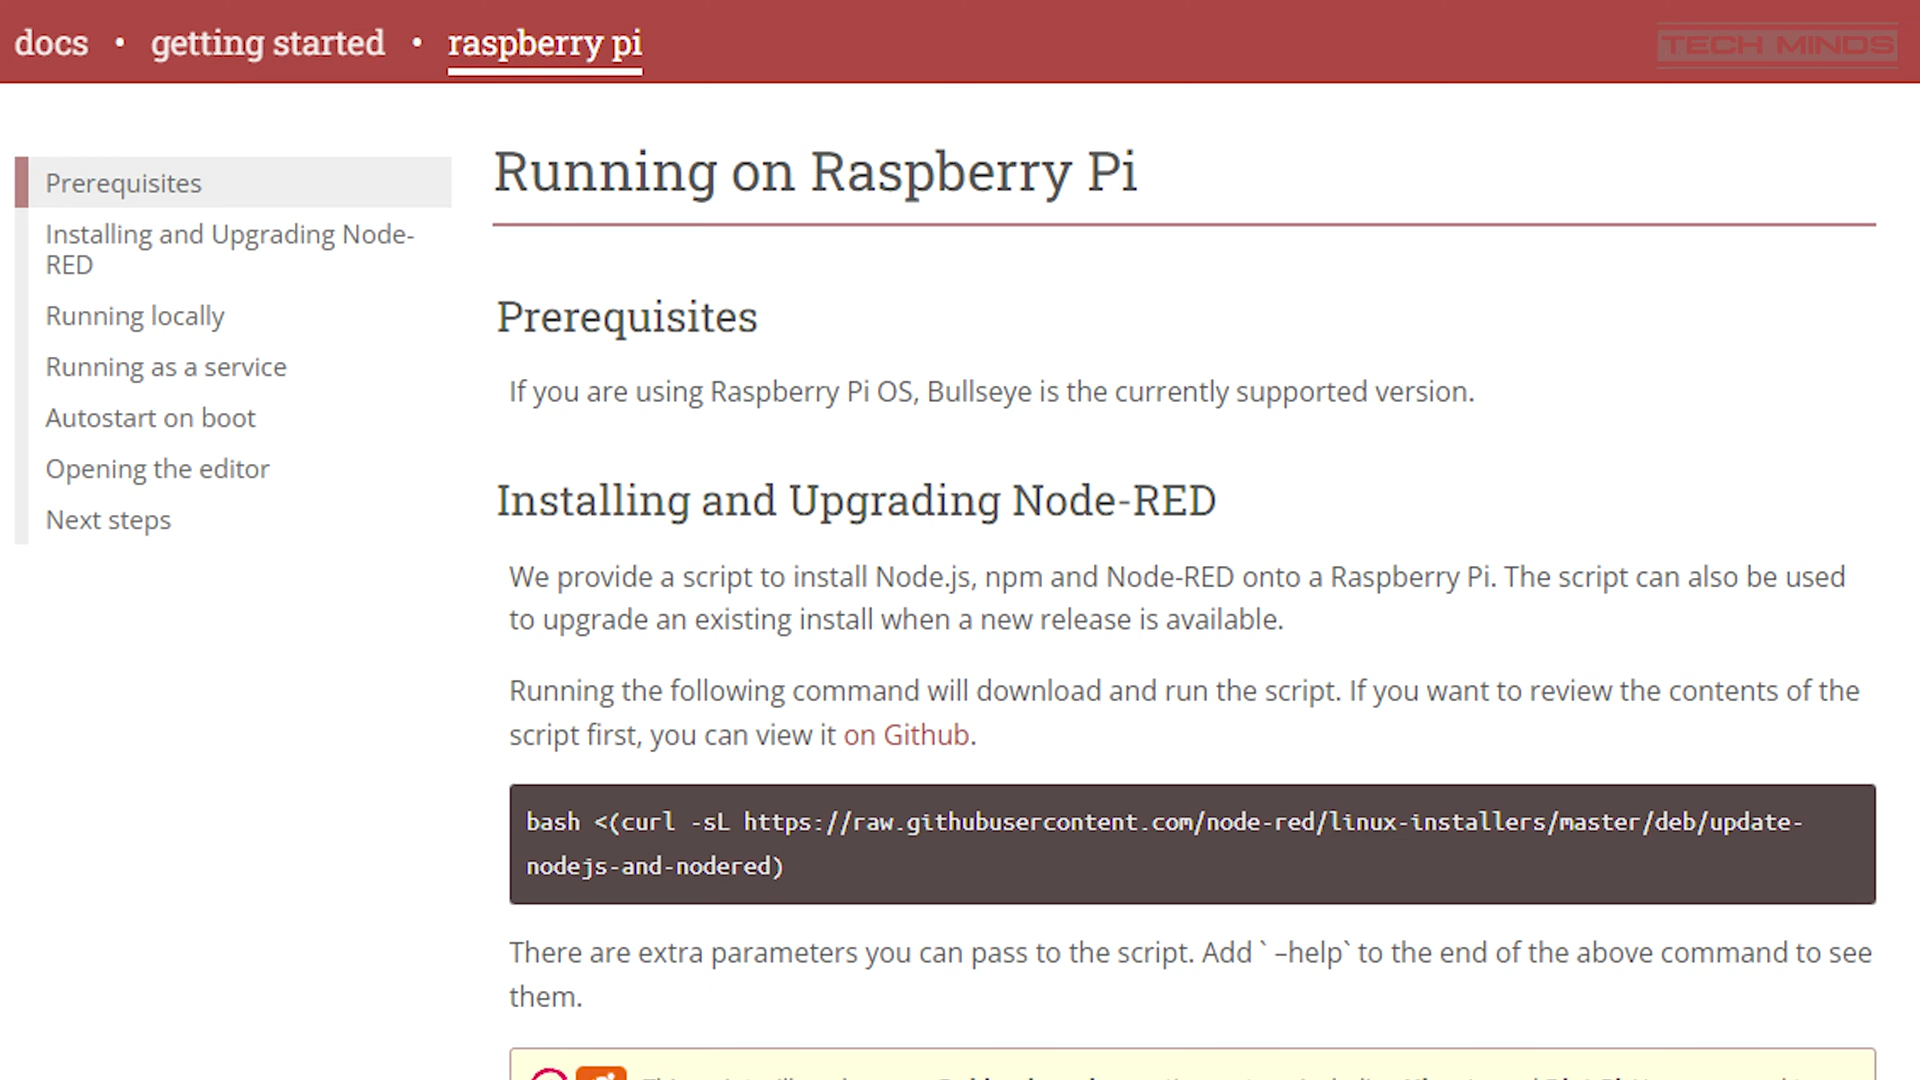 docs • getting started • raspberry pi
TECH MINDS
Prerequisites
Installing and Upgrading Node-
RED
Running locally
Running as a service
Autostart on boot
Opening the editor
Next steps
Running on Raspberry Pi
Prerequisites
If you are using Raspberry Pi OS, Bullseye is the currently supported version.
Installing and Upgrading Node-RED
We provide a script to install Node.js, npm and Node-RED onto a Raspberry Pi. The script can also be used
to upgrade an existing install when a new release is available.
Running the following command will download and run the script. If you want to review the contents of the
script first, you can view it on Github.
bash <(curl -sL https://raw.githubusercontent.com/node-red/linux-installers/master/deb/update-
nodejs-and-nodered)
There are extra parameters you can pass to the script. Add ` –help` to the end of the above command to see
them.